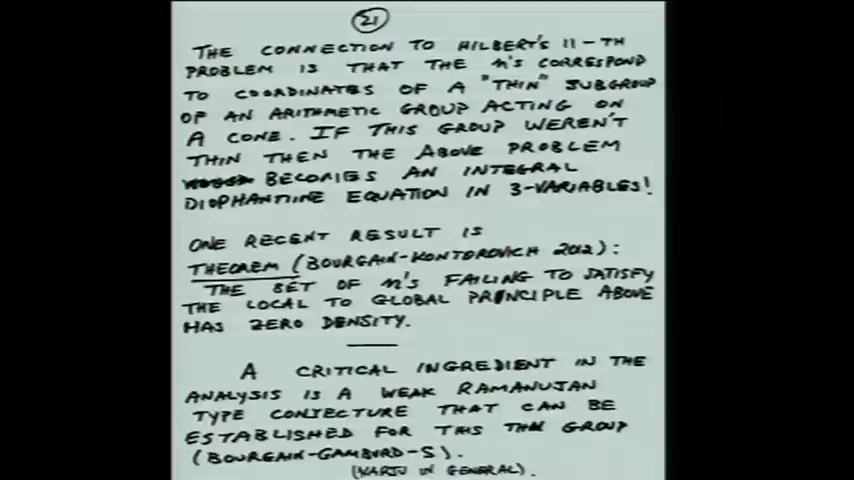 21
THE CONNECTION TO HILBERT'S 11-TH
PROBLEM IS THAT THE n'S CORRESPOND
TO COORDINATES OF A "THIN" SUBGROUP
OF AN ARITHMETIC GROUP ACTING ON
A CONE. IF THIS GROUP WEREN'T
THIN THEN THE ABOVE PROBLEM
BECOMES AN INTEGRAL
DIOPHANTINE EQUATION IN 3-VARIABLES!
ONE RECENT RESULT IS
THEOREM (BOURGAIN-KONTOROVICH 2012):
THE SET OF n'S FAILING TO SATISFY
THE LOCAL TO GLOBAL PRINCIPLE ABOVE
HAS ZERO DENSITY.
A CRITICAL INGREDIENT IN THE
ANALYSIS IS A WEAK RAMANUJAN
TYPE CONJECTURE THAT CAN BE
ESTABLISHED FOR THIS THIN GROUP
(BOURGAIN-GAMBURD-S).
(VARJU IN GENERAL).